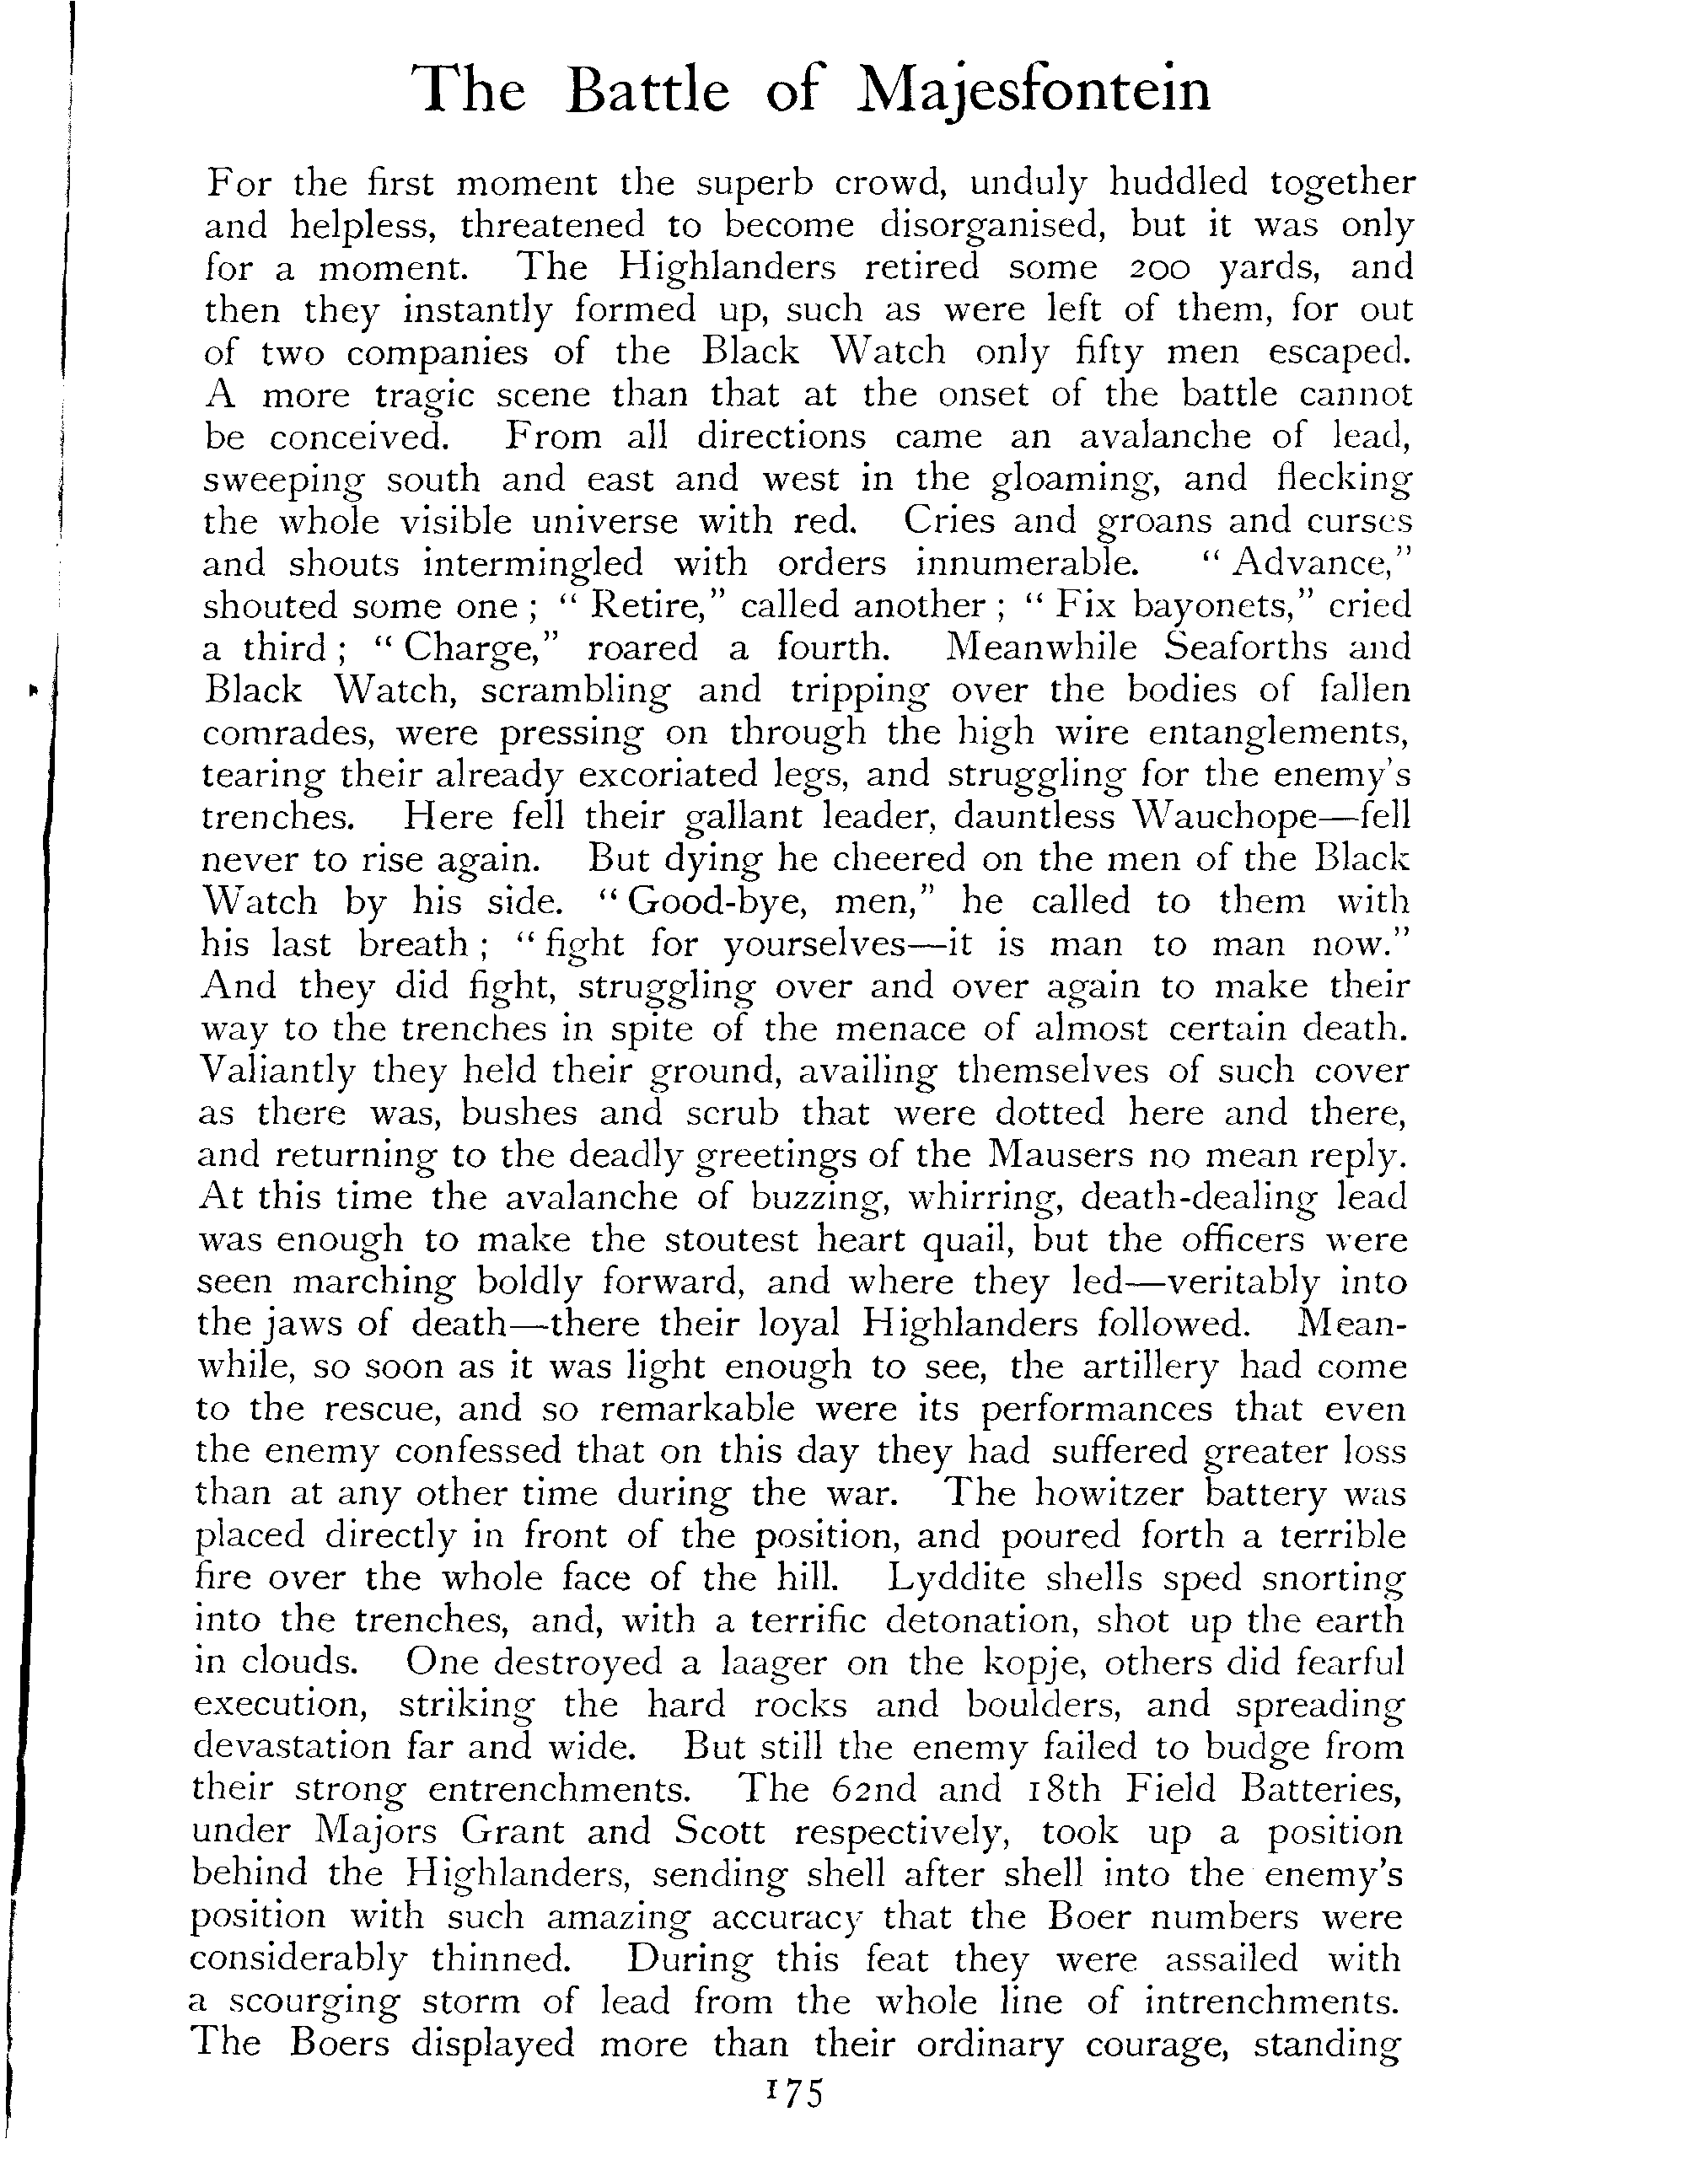 The Battle of Majesfontein
For the first moment the superb crowd, unduly huddled together
and helpless, threatened to become disorganised, but it was only
for a moment. The Highlanders retired some 200 yards, and
then they instantly formed up, such as were left of them, for out
of two companies of the Black Watch only fifty men escaped.
A more tragic scene than that at the onset of the battle cannot
be conceived. From all directions came an avalanche of lead,
sweeping south and east and west in the gloaming, and flecking
the whole visible universe with red. Cries and groans and curses
and shouts intermingled with orders innumerable. “ Advance,”
shouted some one ; “ Retire,” called another ; “ Fix bayonets,” cried
a third ; “ Charge,” roared a fourth. Meanwhile Seaforths and
Black Watch, scrambling and tripping over the bodies of fallen
comrades, were pressing on through the high wire entanglements,
tearing their already excoriated legs, and struggling for the enemy's
trenches. Here fell their gallant leader, dauntless Wauchope—fell
never to rise again. But dying he cheered on the men of the Black
Watch by his side. “ Good-bye, men,” he called to them with
his last breath ; “ fight for yourselves—it is man to man now.”
And they did fight, struggling over and over again to make their
way to the trenches in spite of the menace of almost certain death.
Valiantly they held their ground, availing themselves of such cover
as there was, bushes and scrub that were dotted here and there,
and returning to the deadly greetings of the Mausers no mean reply.
At this time the avalanche of buzzing, whirring, death-dealing lead
was enough to make the stoutest heart quail, but the officers were
seen marching boldly forward, and where they led—veritably into
the jaws of death—there their loyal Highlanders followed. Mean-
while, so soon as it was light enough to see, the artillery had come
to the rescue, and so remarkable were its performances that even
the enemy confessed that on this day they had suffered greater loss
than at any other time during the war. The howitzer battery was
placed directly in front of the position, and poured forth a terrible
fire over the whole face of the hill. Lyddite shells sped snorting
into the trenches, and, with a terrific detonation, shot up the earth
in clouds. One destroyed a laager on the kopje, others did fearful
execution, striking the hard rocks and boulders, and spreading
devastation far and wide. But still the enemy failed to budge from
their strong entrenchments. The 62nd and 18th Field Batteries,
under Majors Grant and Scott respectively, took up a position
behind the Highlanders, sending shell after shell into the enemy's
position with such amazing accuracy that the Boer numbers were
considerably thinned. During this feat they were assailed with
a scourging storm of lead from the whole line of intrenchments.
The Boers displayed more than their ordinary courage, standing
175